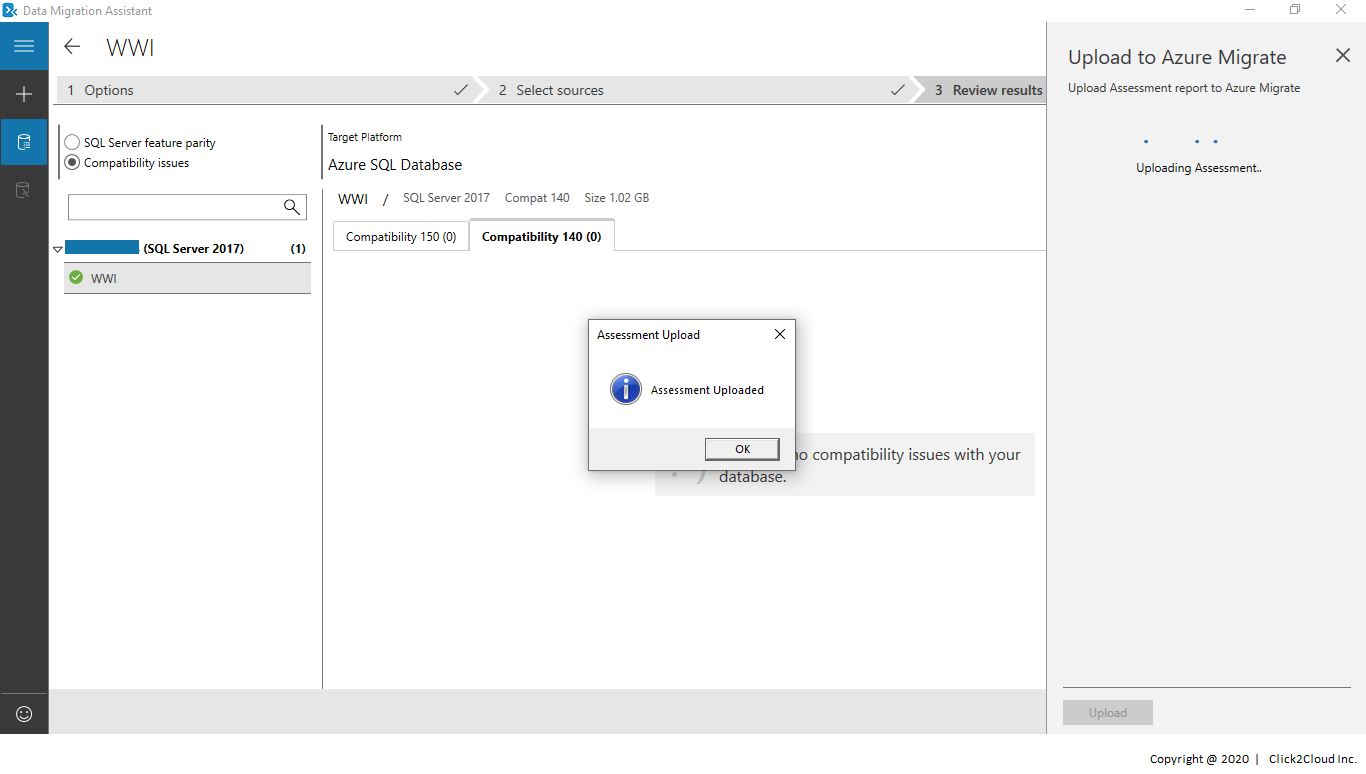 Data Migration Assistant
WWI
1 Options
2 Select sources
3 Review results
SQL Server feature parity
Compatibility issues
Target Platform
Azure SQL Database
WWI / SQL Server 2017 Compat 140 Size 1.02 GB
Compatibility 150 (0)
Compatibility 140 (0)
(SQL Server 2017) (1)
WWI
Assessment Upload
Assessment Uploaded
OK
no compatibility issues with your
database.
Upload to Azure Migrate
Upload Assessment report to Azure Migrate
Uploading Assessment..
Upload
Copyright @ 2020 | Click2Cloud Inc.